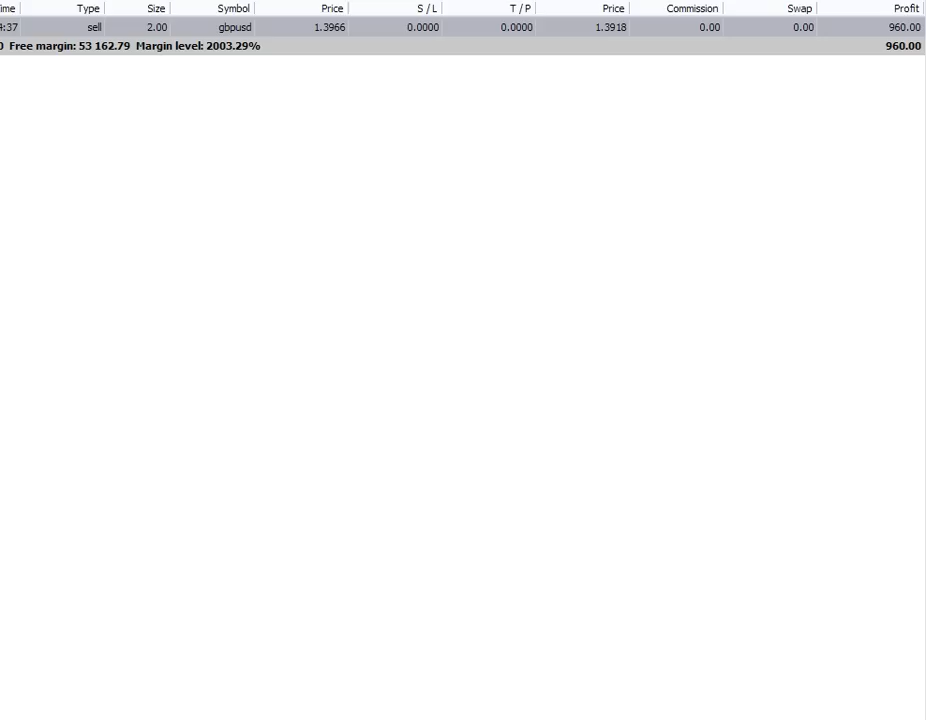 Type Size Symbol Price S / L T / P Price Commission Swap Profit
:37 sell 2.00 gbpusd 1.3966 0.0000 0.0000 1.3918 0.00 0.00 960.00
Free margin: 53 162.79 Margin level: 2003.29% 960.00